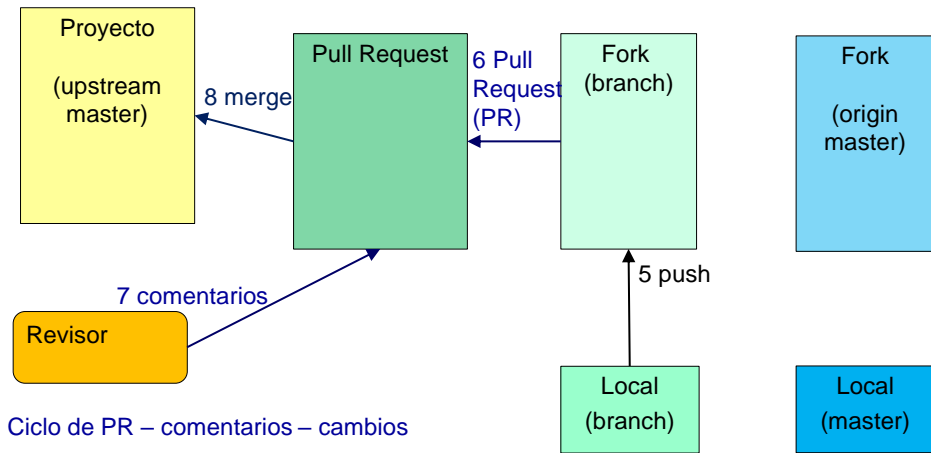 Proyecto
(upstream
master)
8 merge
Pull Request
6 Pull
Request
(PR)
Fork
(branch)
Fork
(origin
master)
5 push
7 comentarios
Revisor
Local
(branch)
Local
(master)
Ciclo de PR – comentarios – cambios